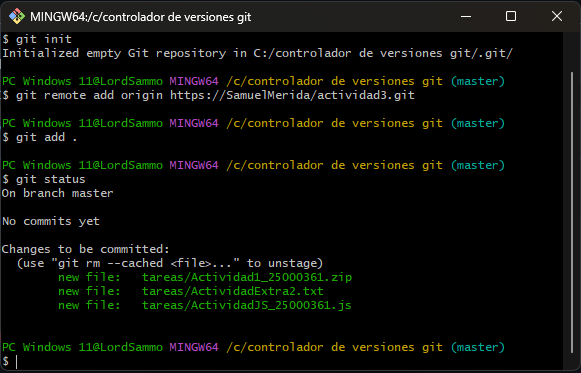 MINGW64:/c/controlador de versiones git
$ git init
Initialized empty Git repository in C:/controlador de versiones git/.git/
PC Windows 11@LordSammo MINGW64 /c/controlador de versiones git (master)
$ git remote add origin https://SamuelMerida/actividad3.git
PC Windows 11@LordSammo MINGW64 /c/controlador de versiones git (master)
$ git add .
PC Windows 11@LordSammo MINGW64 /c/controlador de versiones git (master)
$ git status
On branch master
No commits yet
Changes to be committed:
  (use "git rm --cached <file>..." to unstage)
        new file:   tareas/Actividad1_25000361.zip
        new file:   tareas/ActividadExtra2.txt
        new file:   tareas/ActividadJS_25000361.js
PC Windows 11@LordSammo MINGW64 /c/controlador de versiones git (master)
$